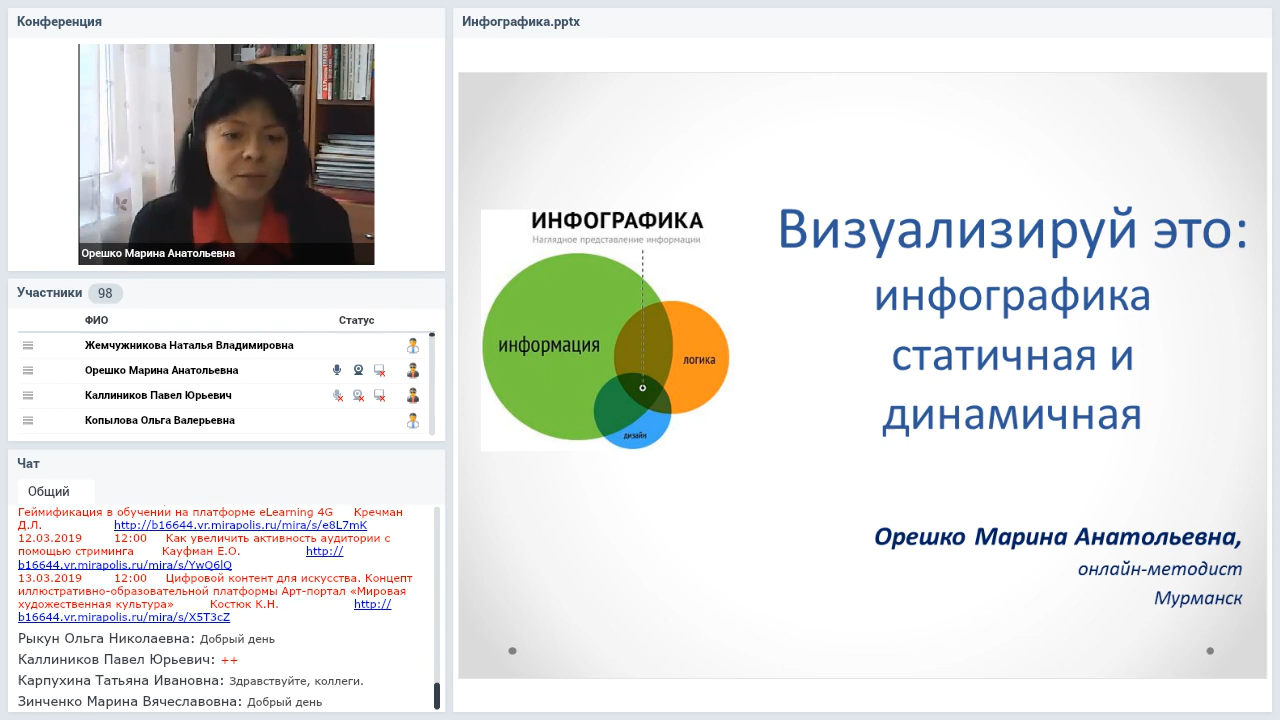 Конференция
Орешко Марина Анатольевна
Участники 98
ФИО Статус
Жемчужникова Наталья Владимировна
Орешко Марина Анатольевна
Каллиников Павел Юрьевич
Копылова Ольга Валерьевна
Чат
Общий
Геймификация в обучении на платформе eLearning 4G Кречман
Д.Л. http://b16644.vr.mirapolis.ru/mira/s/e8L7mK
12.03.2019 12:00 Как увеличить активность аудитории с
помощью стриминга Кауфман Е.О. http://
b16644.vr.mirapolis.ru/mira/s/YwQ6lQ
13.03.2019 12:00 Цифровой контент для искусства. Концепт
иллюстративно-образовательной платформы Арт-портал «Мировая
художественная культура» Костюк К.Н. http://
b16644.vr.mirapolis.ru/mira/s/X5T3cZ
Рыкун Ольга Николаевна: Добрый день
Каллиников Павел Юрьевич: ++
Карпухина Татьяна Ивановна: Здравствуйте, коллеги.
Зинченко Марина Вячеславовна: Добрый день
Инфографика.pptx
ИНФОГРАФИКА
Наглядное представление информации
информация
логика
дизайн
Визуализируй это:
инфографика
статичная и
динамичная
Орешко Марина Анатольевна,
онлайн-методист
Мурманск